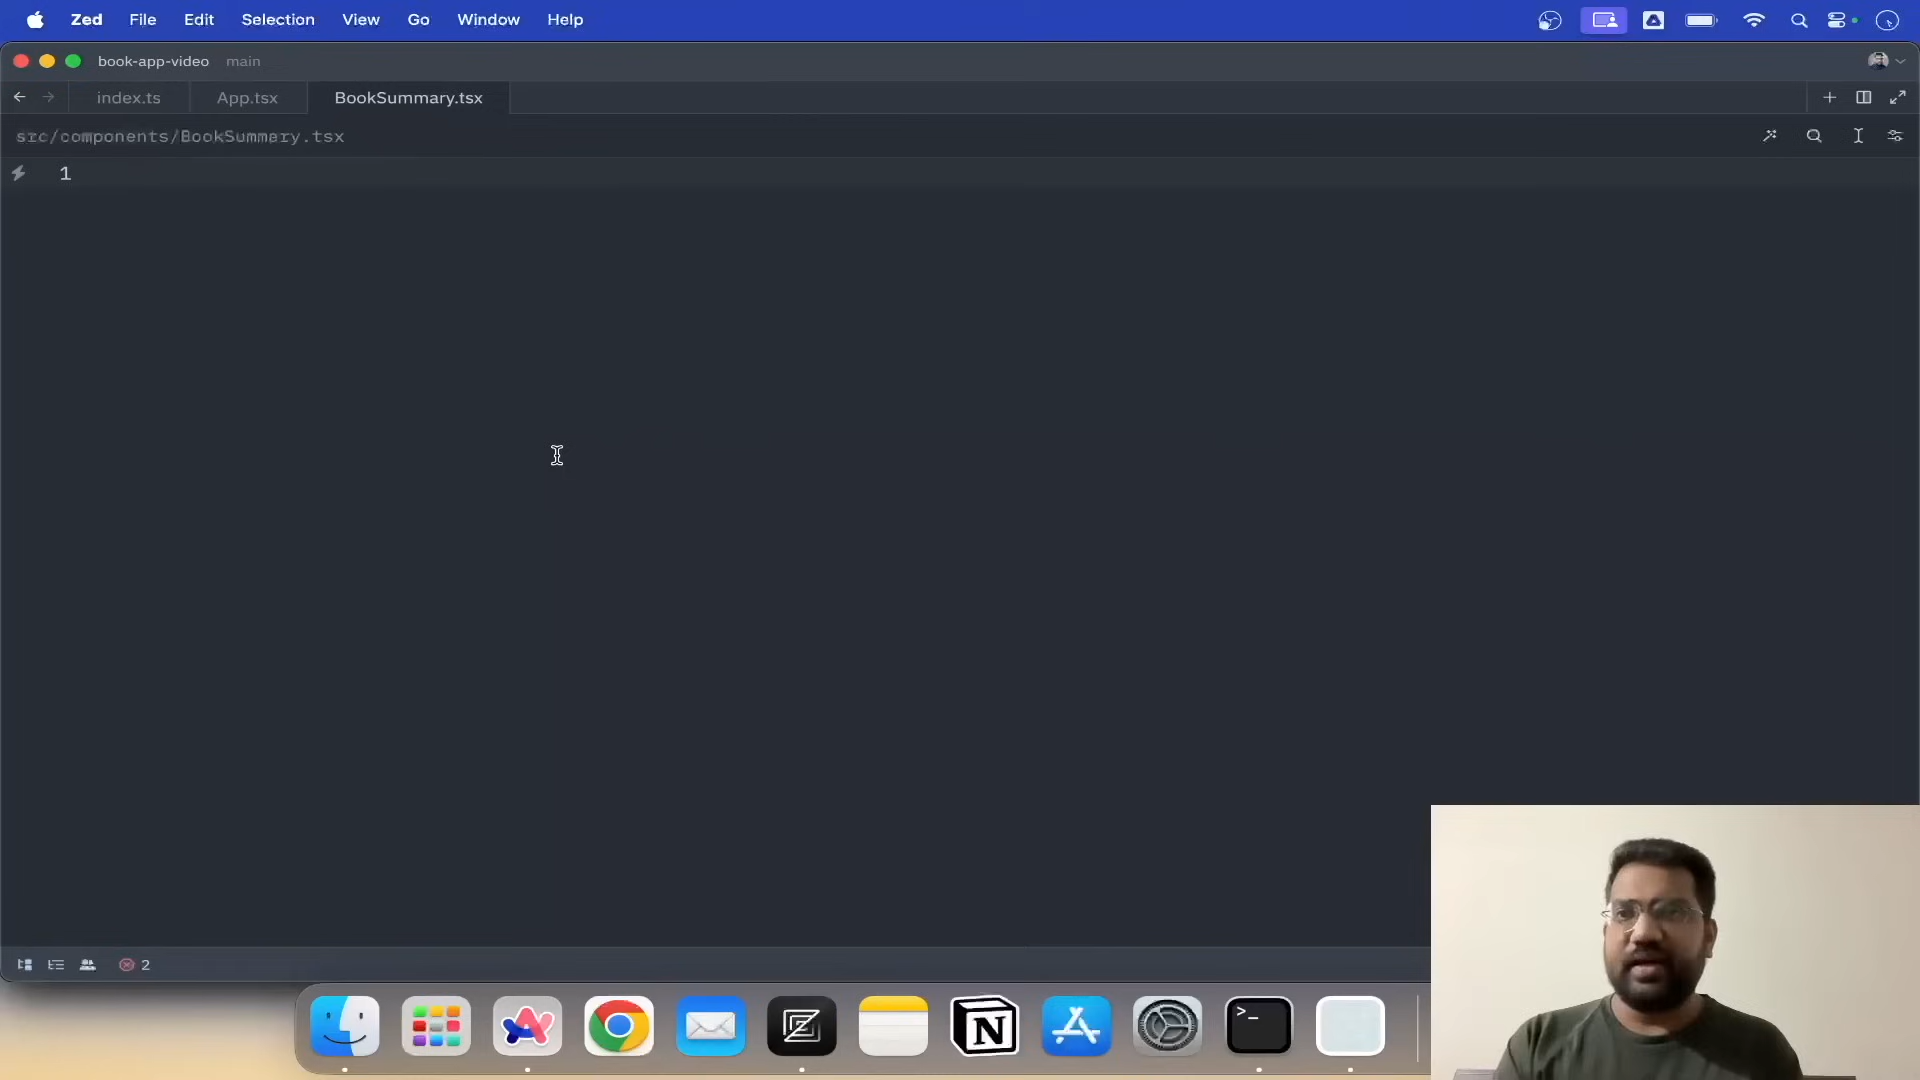 Zed File Edit Selection View Go Window Help
book-app-video main
index.ts App.tsx BookSummary.tsx
src/components/BookSummary.tsx
1
2
>_
N